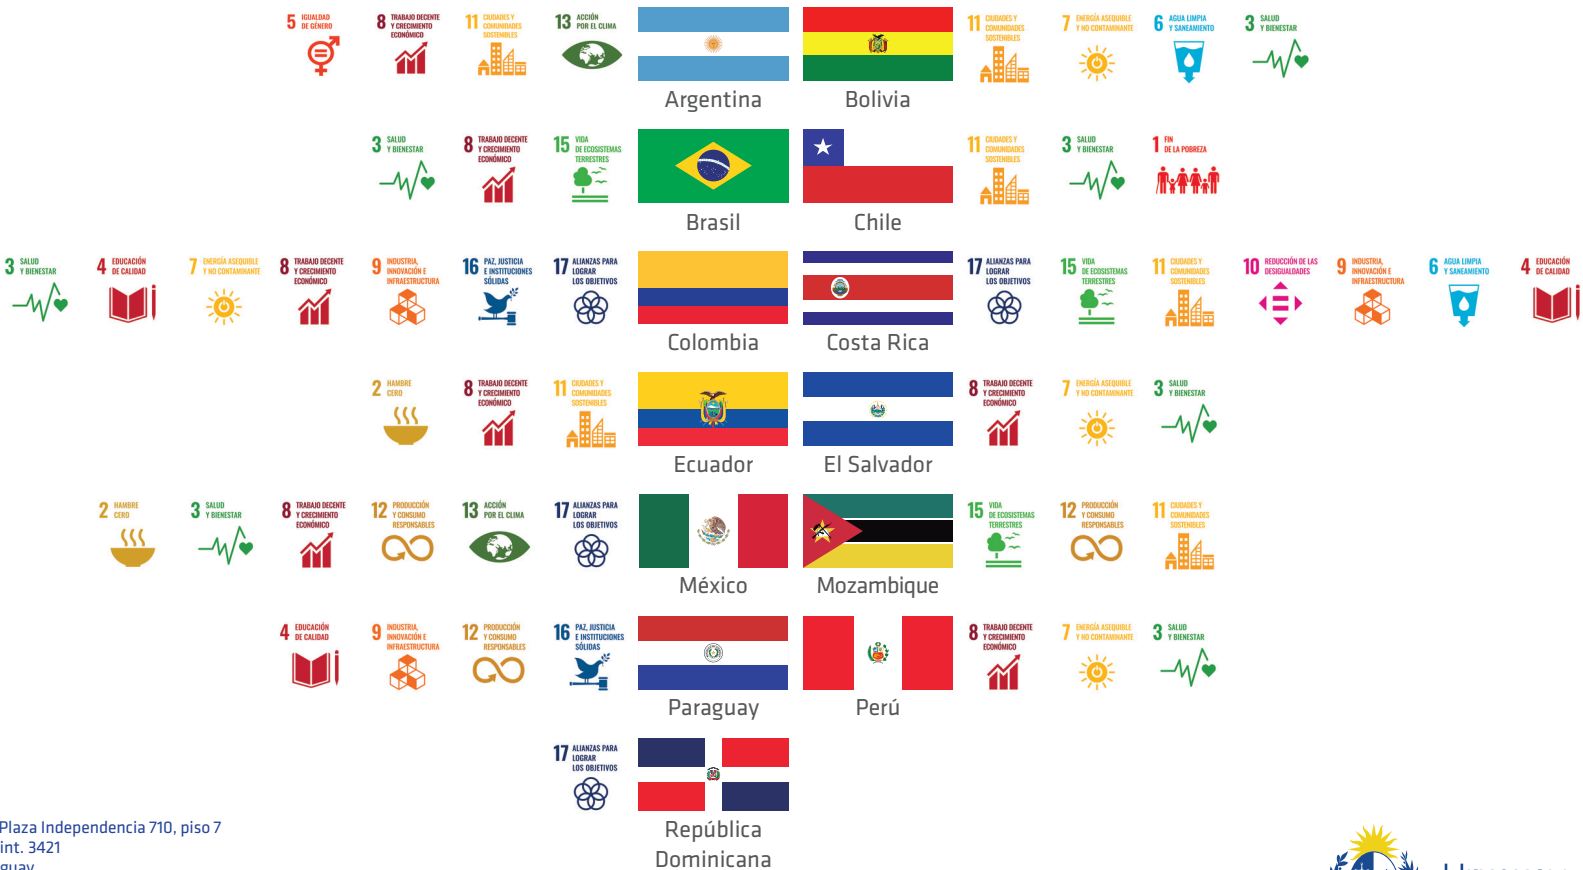 5 IGUALDAD
DE GÉNERO
8 TRABAJO DECENTE
Y CRECIMIENTO
ECONÓMICO
11 CIUDADES Y
COMUNIDADES
SOSTENIBLES
13 ACCIÓN
POR EL CLIMA
Argentina
Bolivia
11 CIUDADES Y
COMUNIDADES
SOSTENIBLES
7 ENERGÍA ASEQUIBLE
Y NO CONTAMINANTE
6 AGUA LIMPIA
Y SANEAMIENTO
3 SALUD
Y BIENESTAR
3 SALUD
Y BIENESTAR
8 TRABAJO DECENTE
Y CRECIMIENTO
ECONÓMICO
15 VIDA
DE ECOSISTEMAS
TERRESTRES
Brasil
Chile
11 CIUDADES Y
COMUNIDADES
SOSTENIBLES
3 SALUD
Y BIENESTAR
1 FIN
DE LA POBREZA
3 SALUD
Y BIENESTAR
4 EDUCACIÓN
DE CALIDAD
7 ENERGÍA ASEQUIBLE
Y NO CONTAMINANTE
8 TRABAJO DECENTE
Y CRECIMIENTO
ECONÓMICO
9 INDUSTRIA,
INNOVACIÓN E
INFRAESTRUCTURA
16 PAZ, JUSTICIA
E INSTITUCIONES
SÓLIDAS
17 ALIANZAS PARA
LOGRAR
LOS OBJETIVOS
Colombia
Costa Rica
17 ALIANZAS PARA
LOGRAR
LOS OBJETIVOS
15 VIDA
DE ECOSISTEMAS
TERRESTRES
11 CIUDADES Y
COMUNIDADES
SOSTENIBLES
10 REDUCCIÓN DE LAS
DESIGUALDADES
9 INDUSTRIA,
INNOVACIÓN E
INFRAESTRUCTURA
6 AGUA LIMPIA
Y SANEAMIENTO
4 EDUCACIÓN
DE CALIDAD
2 HAMBRE
CERO
8 TRABAJO DECENTE
Y CRECIMIENTO
ECONÓMICO
11 CIUDADES Y
COMUNIDADES
SOSTENIBLES
Ecuador
El Salvador
8 TRABAJO DECENTE
Y CRECIMIENTO
ECONÓMICO
7 ENERGÍA ASEQUIBLE
Y NO CONTAMINANTE
3 SALUD
Y BIENESTAR
2 HAMBRE
CERO
3 SALUD
Y BIENESTAR
8 TRABAJO DECENTE
Y CRECIMIENTO
ECONÓMICO
12 PRODUCCIÓN
Y CONSUMO
RESPONSABLES
13 ACCIÓN
POR EL CLIMA
17 ALIANZAS PARA
LOGRAR
LOS OBJETIVOS
México
Mozambique
15 VIDA
DE ECOSISTEMAS
TERRESTRES
12 PRODUCCIÓN
Y CONSUMO
RESPONSABLES
11 CIUDADES Y
COMUNIDADES
SOSTENIBLES
4 EDUCACIÓN
DE CALIDAD
9 INDUSTRIA,
INNOVACIÓN E
INFRAESTRUCTURA
12 PRODUCCIÓN
Y CONSUMO
RESPONSABLES
16 PAZ, JUSTICIA
E INSTITUCIONES
SÓLIDAS
Paraguay
Perú
8 TRABAJO DECENTE
Y CRECIMIENTO
ECONÓMICO
7 ENERGÍA ASEQUIBLE
Y NO CONTAMINANTE
3 SALUD
Y BIENESTAR
17 ALIANZAS PARA
LOGRAR
LOS OBJETIVOS
República
Dominicana
Plaza Independencia 710, piso 7
int. 3421